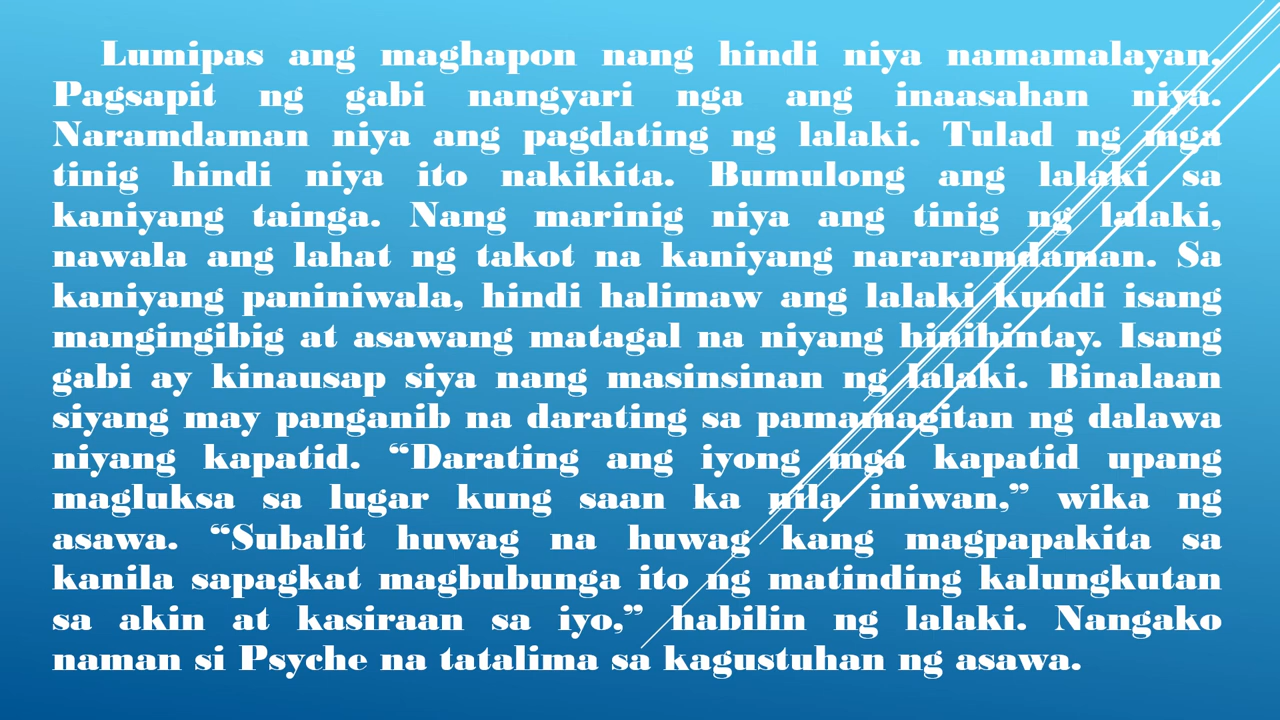 Lumipas ang maghapon nang hindi niya namamalayan.
Pagsapit ng gabi nangyari nga ang inaasahan niya.
Naramdaman niya ang pagdating ng lalaki. Tulad ng mga
tinig hindi niya ito nakikita. Bumulong ang lalaki sa
kaniyang tainga. Nang marinig niya ang tinig ng lalaki,
nawala ang lahat ng takot na kaniyang nararamdaman. Sa
kaniyang paniniwala, hindi halimaw ang lalaki kundi isang
mangingibig at asawang matagal na niyang hinihintay. Isang
gabi ay kinausap siya nang masinsinan ng lalaki. Binalaan
siyang may panganib na darating sa pamamagitan ng dalawa
niyang kapatid. “Darating ang iyong mga kapatid upang
magluksa sa lugar kung saan ka nila iniwan,” wika ng
asawa. “Subalit huwag na huwag kang magpapakita sa
kanila sapagkat magbubunga ito ng matinding kalungkutan
sa akin at kasiraan sa iyo,” habilin ng lalaki. Nangako
naman si Psyche na tatalima sa kagustuhan ng asawa.